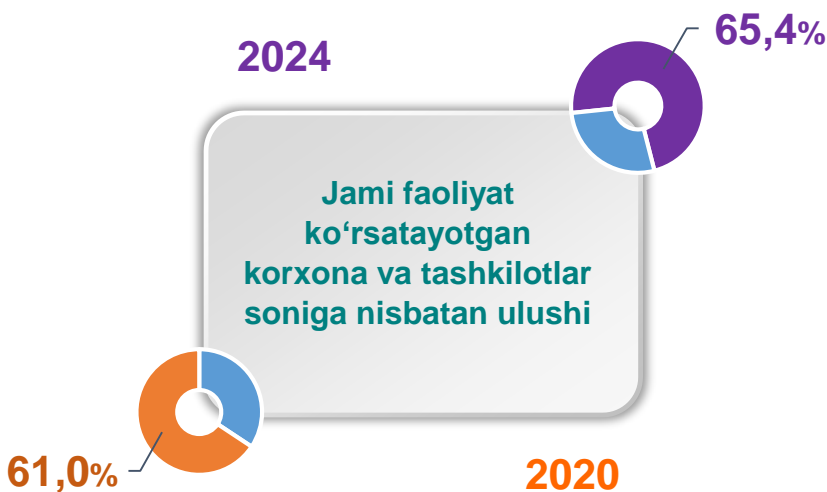 2024
65,4%
Jami faoliyat
ko‘rsatayotgan
korxona va tashkilotlar
soniga nisbatan ulushi
61,0%
2020